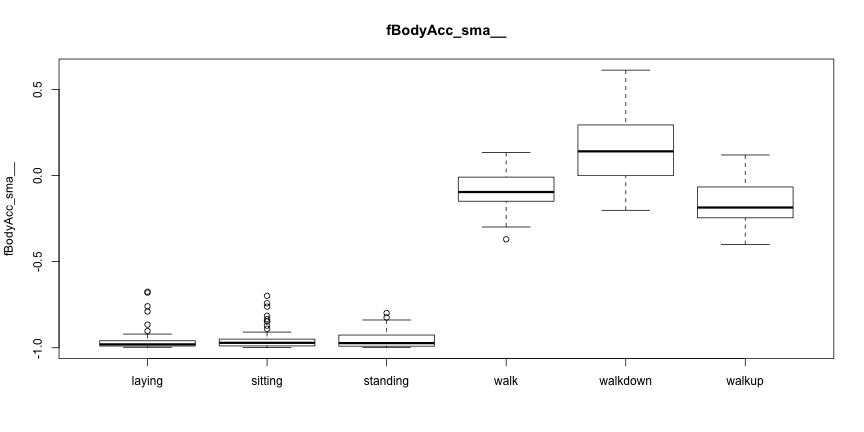 fBodyAcc_sma__
fBodyAcc_sma__
0.5
0.0
-0.5
-1.0
laying sitting standing walk walkdown walkup